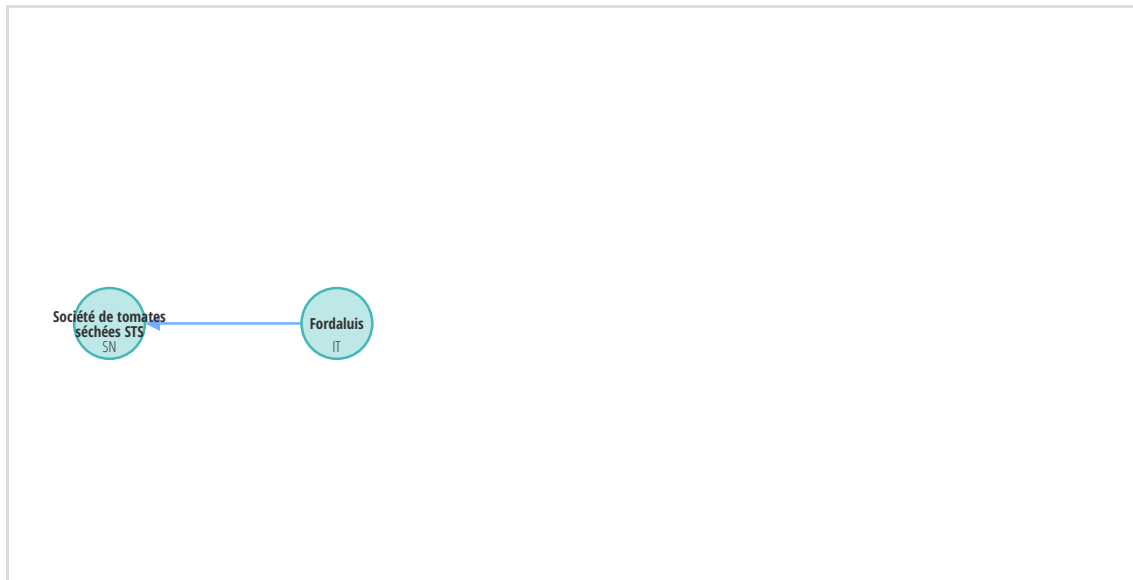 Société de tomates
séchées STS
SN
Fordaluis
IT